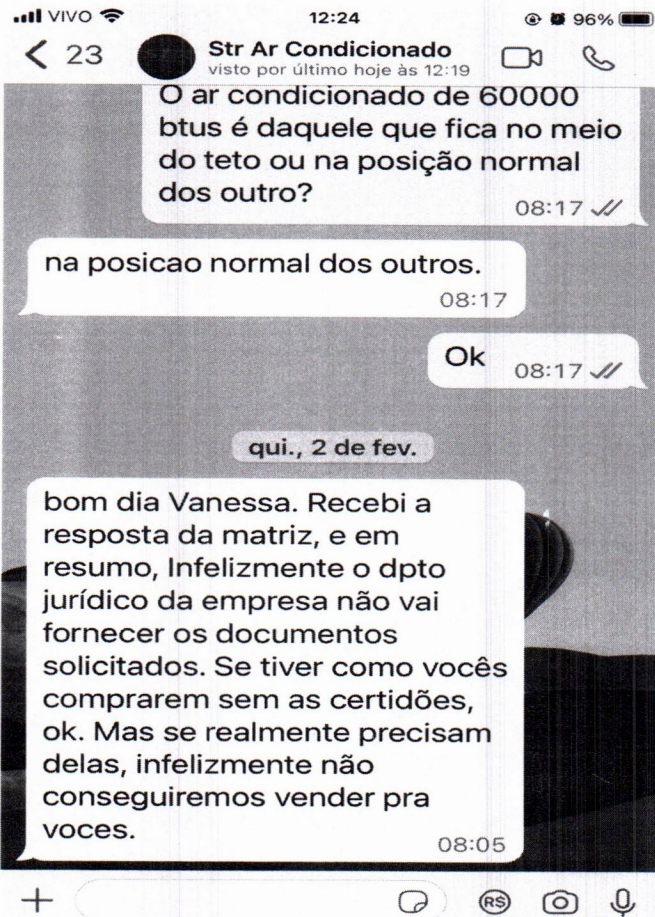 VIVO 12:24 96%
23 Str Ar Condicionado
visto por último hoje às 12:19
O ar condicionado de 60000
btus é daquele que fica no meio
do teto ou na posição normal
dos outro?
08:17
na posicao normal dos outros.
08:17
Ok 08:17
qui., 2 de fev.
bom dia Vanessa. Recebi a
resposta da matriz, e em
resumo, Infelizmente o dpto
jurídico da empresa não vai
fornecer os documentos
solicitados. Se tiver como vocês
comprarem sem as certidões,
ok. Mas se realmente precisam
delas, infelizmente não
conseguiremos vender pra
voces.
08:05
R$